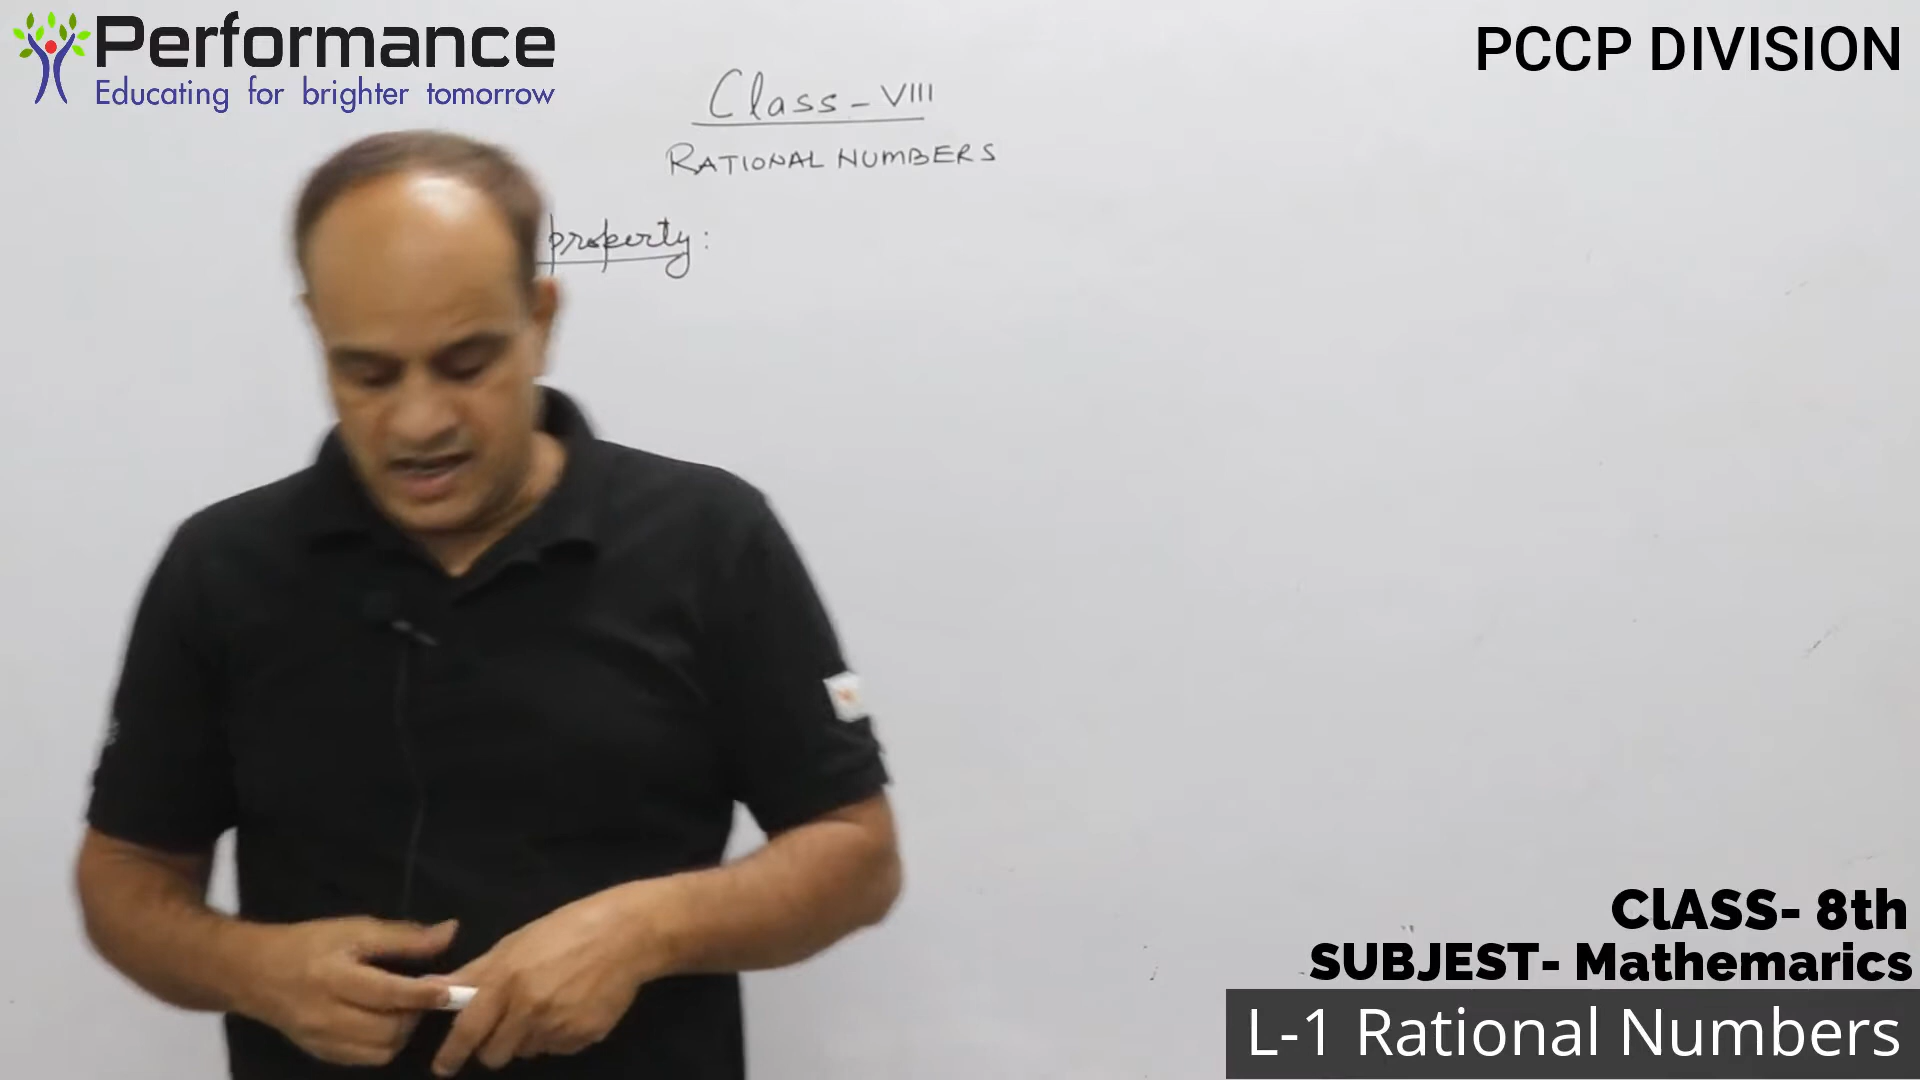 Performance
Educating for brighter tomorrow
PCCP DIVISION
Class - VIII
RATIONAL NUMBERS
property:
ClASS- 8th
SUBJEST- Mathemarics
L-1 Rational Numbers